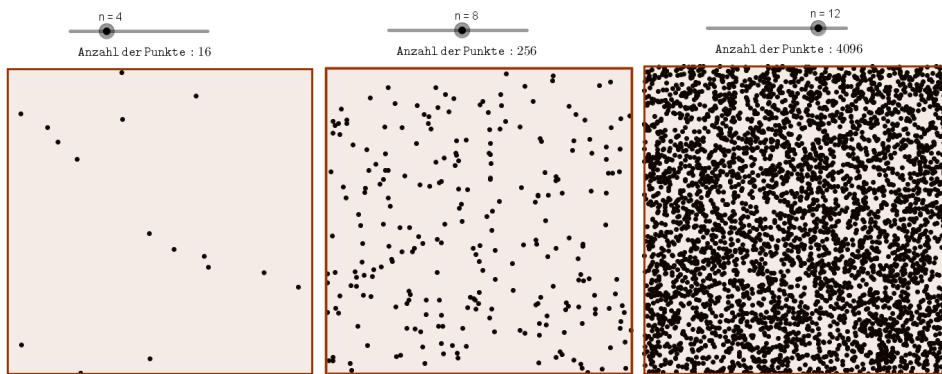 n = 4
Anzahl der Punkte : 16
n = 8
Anzahl der Punkte : 256
n = 12
Anzahl der Punkte : 4096